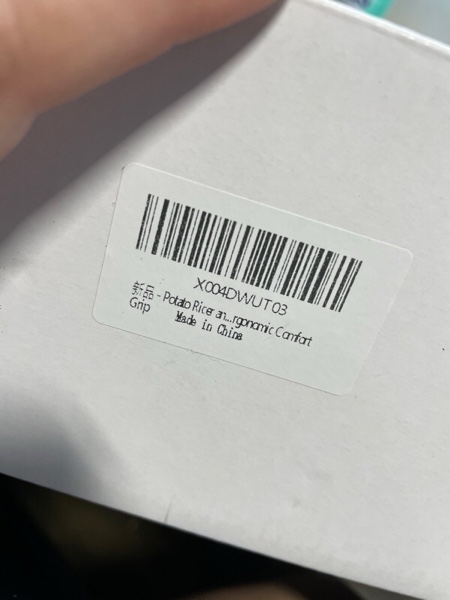 X004DWUT03
新品 - Potato Ricer an...rgonomic Comfort
Grip
Made in China